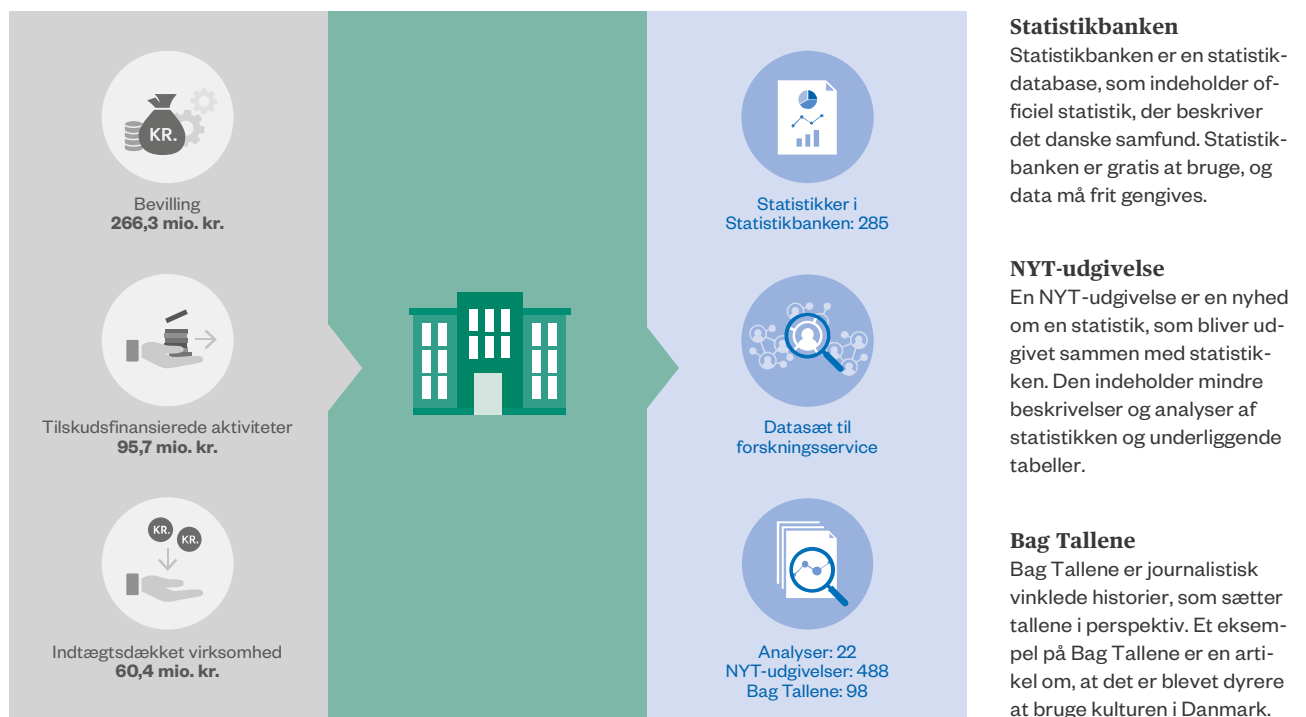 KR.
Bevilling
266,3 mio. kr.
Tilskudsfinansierede aktiviteter
95,7 mio. kr.
KR.
KR.
Indtægtsdækket virksomhed
60,4 mio. kr.
Statistikker i
Statistikbanken: 285
Datasæt til
forskningsservice
Analyser: 22
NYT-udgivelser: 488
Bag Tallene: 98
Statistikbanken
Statistikbanken er en statistik-
database, som indeholder of-
ficiel statistik, der beskriver
det danske samfund. Statistik-
banken er gratis at bruge, og
data må frit gengives.
NYT-udgivelse
En NYT-udgivelse er en nyhed
om en statistik, som bliver ud-
givet sammen med statistik-
ken. Den indeholder mindre
beskrivelser og analyser af
statistikken og underliggende
tabeller.
Bag Tallene
Bag Tallene er journalistisk
vinklede historier, som sætter
tallene i perspektiv. Et eksem-
pel på Bag Tallene er en arti-
kel om, at det er blevet dyrere
at bruge kulturen i Danmark.